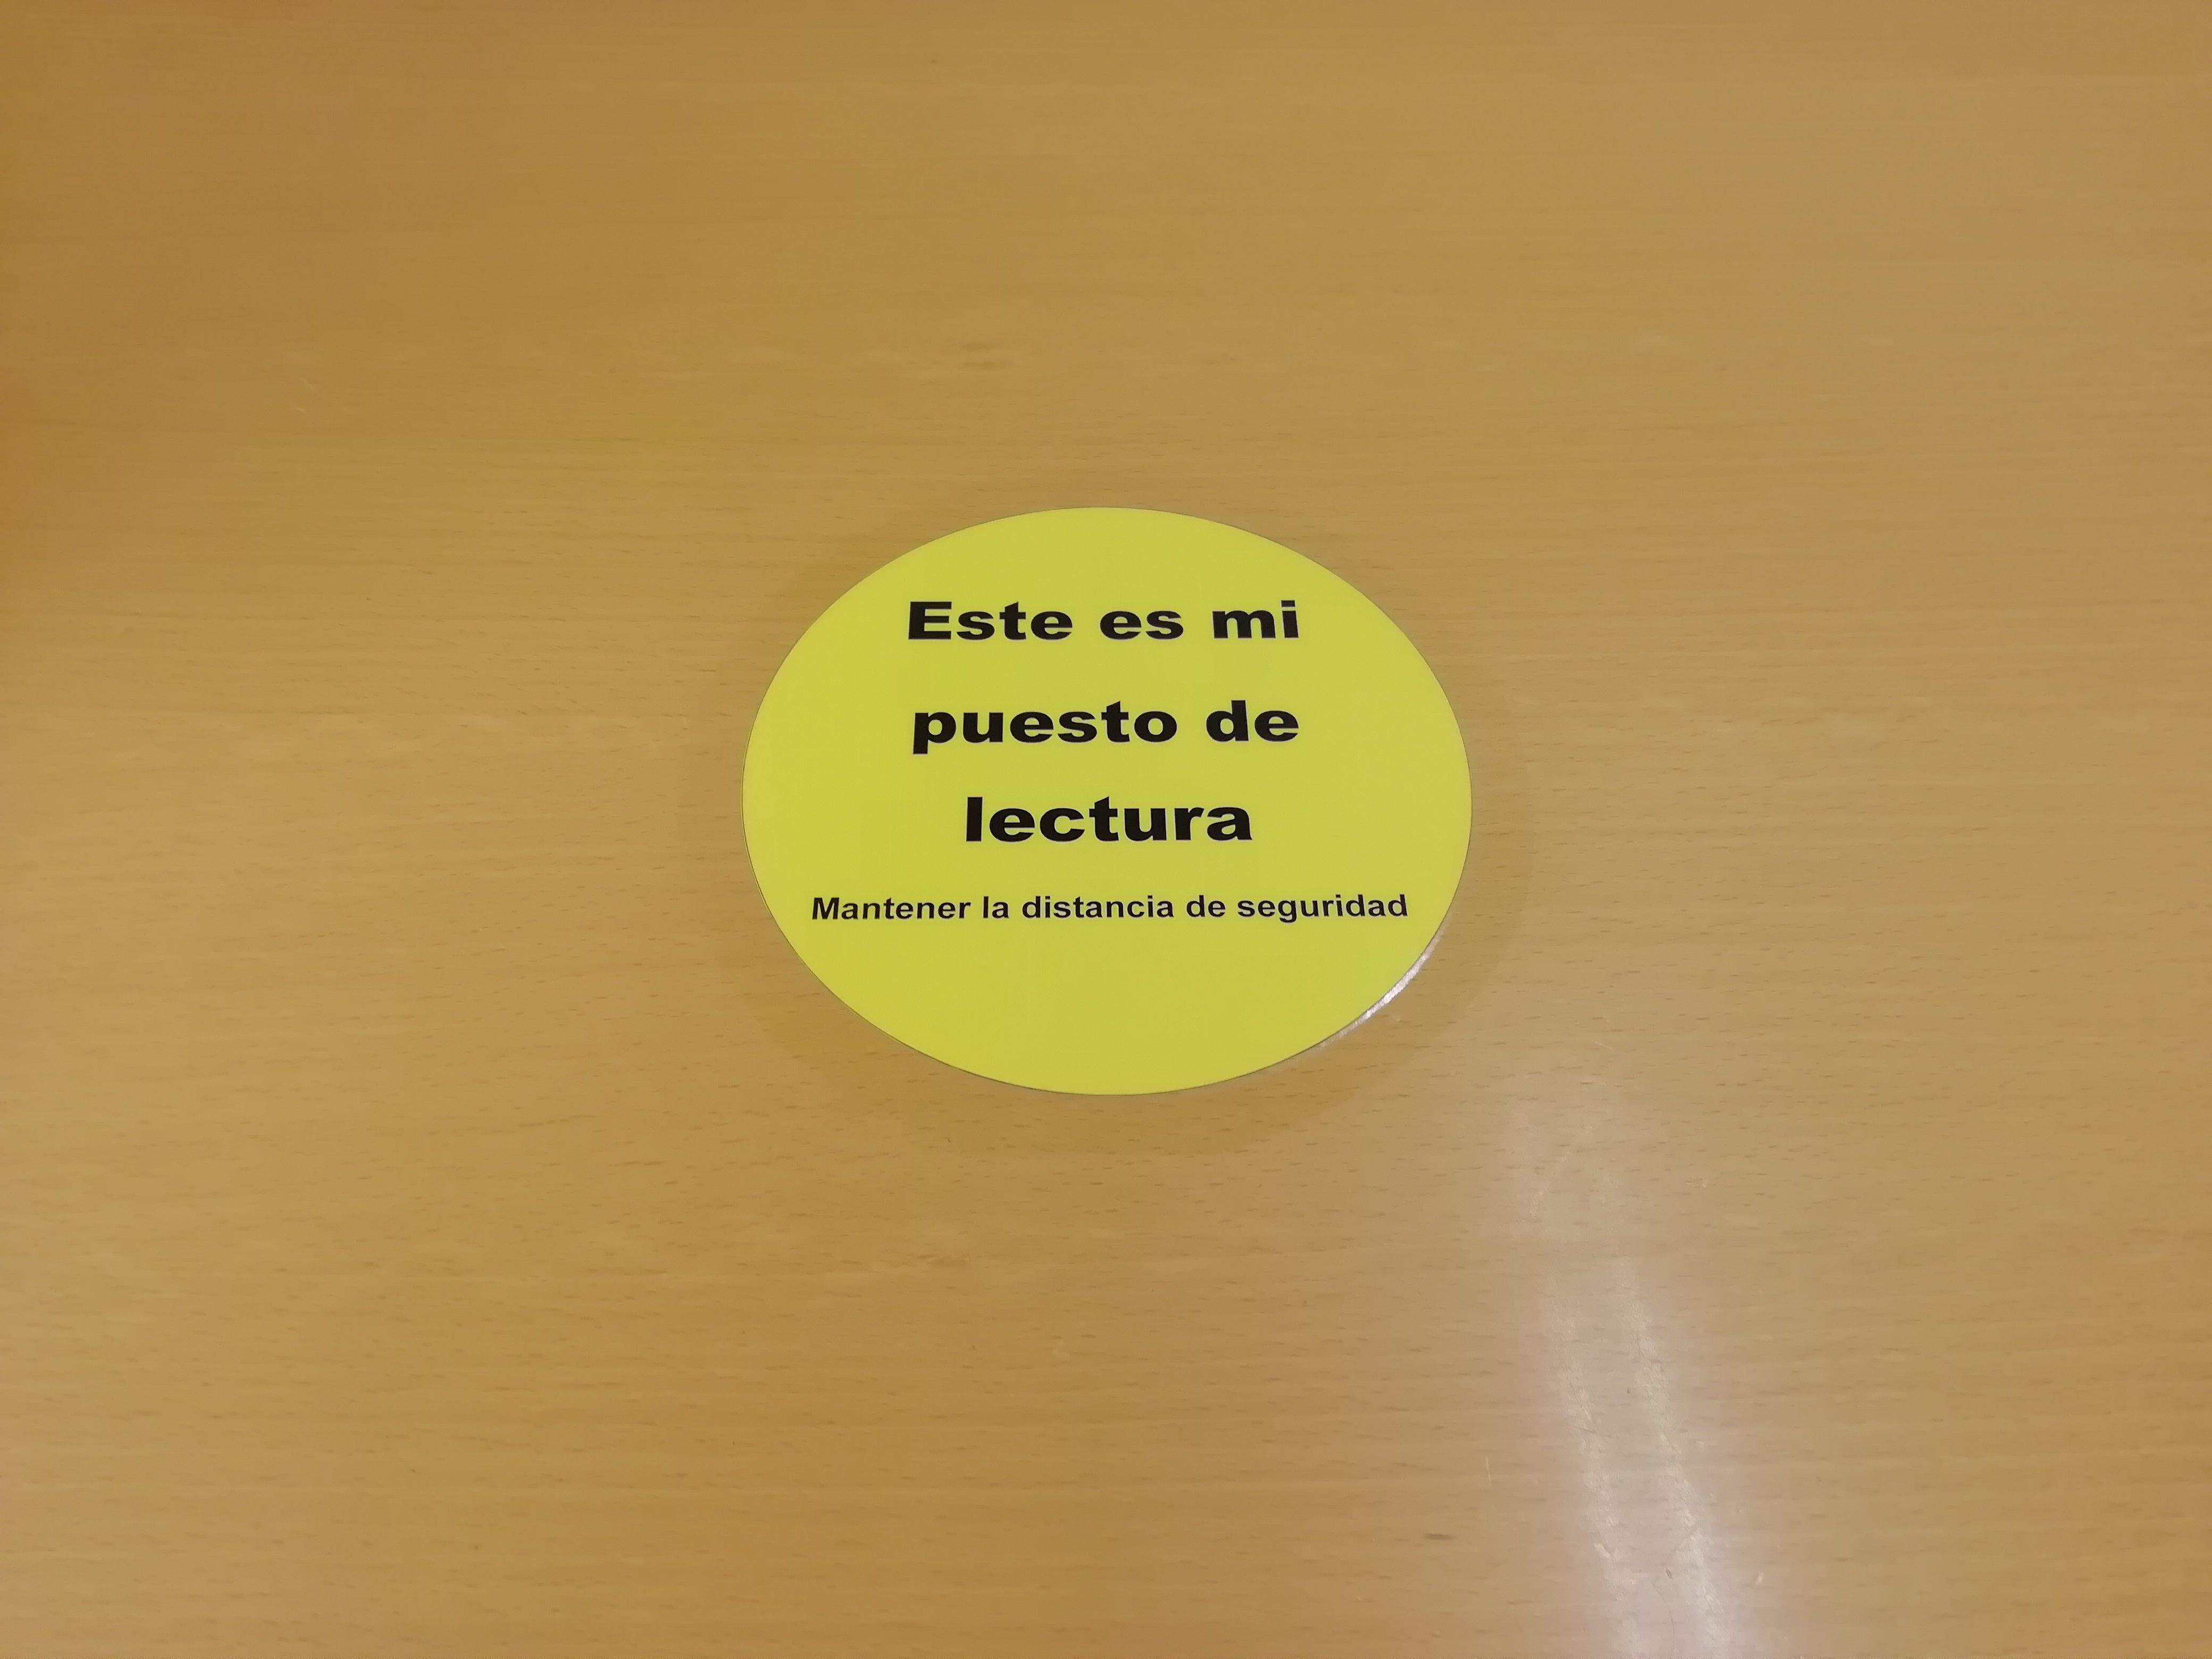 Este es mi
puesto de
lectura
Mantener la distancia de seguridad